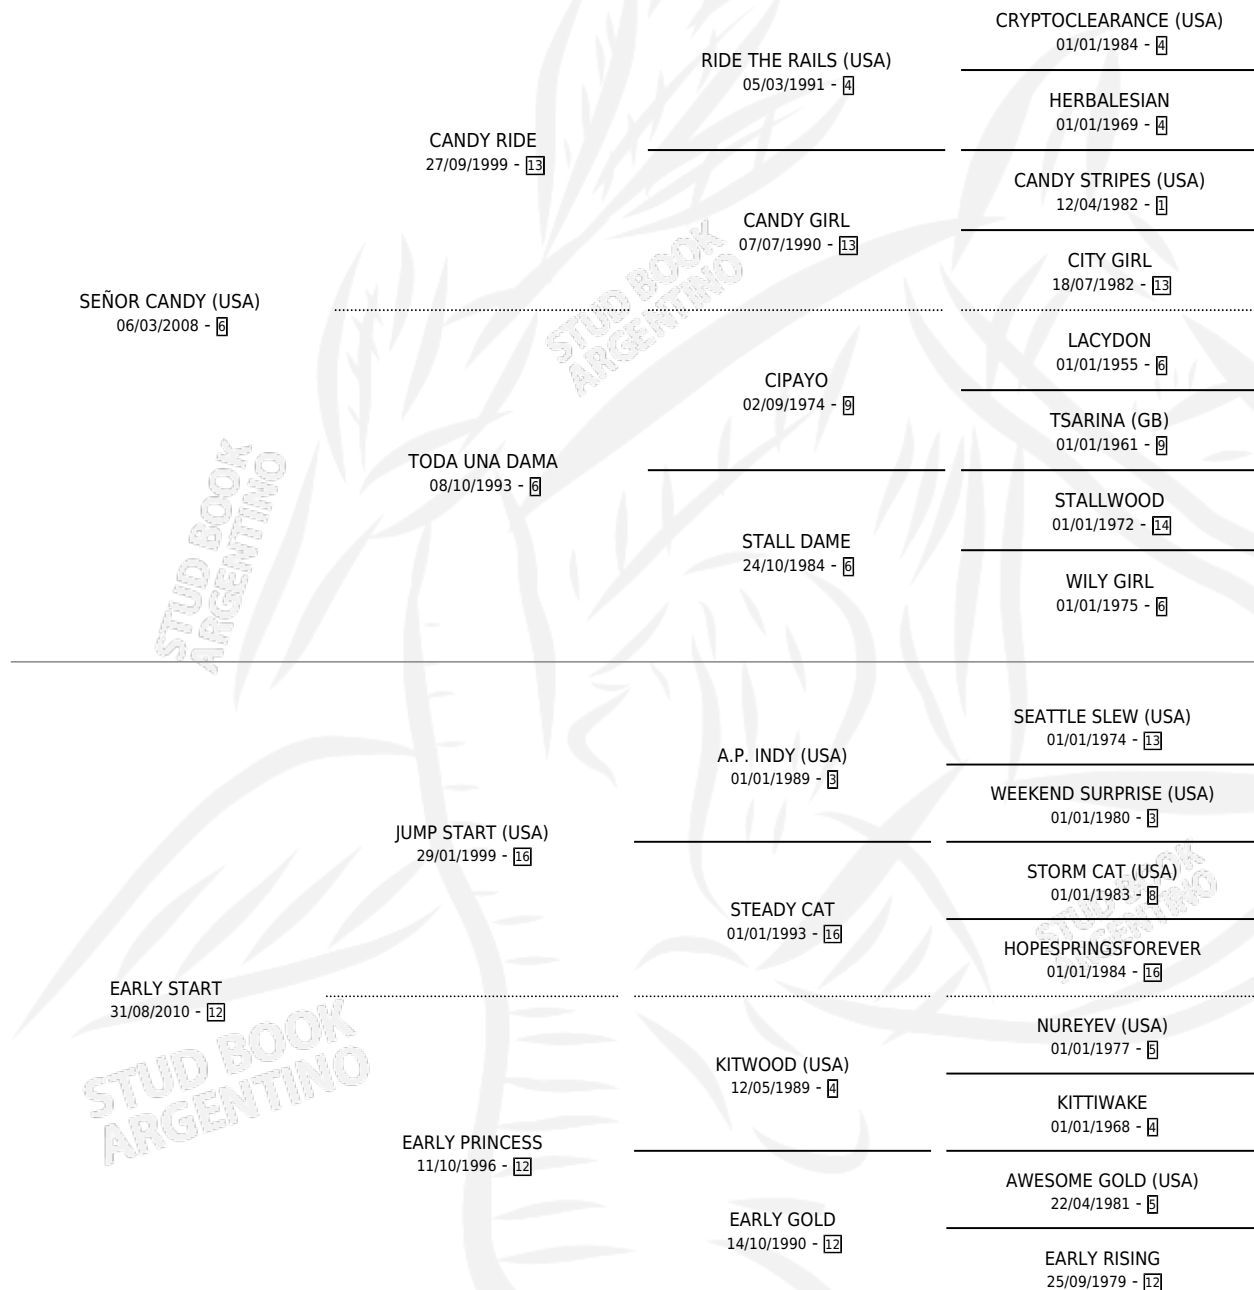 SEÑOR CANDY (USA)
06/03/2008 - 6
CANDY RIDE
27/09/1999 - 13
RIDE THE RAILS (USA)
05/03/1991 - 4
CRYPTOCLEARANCE (USA)
01/01/1984 - 4
HERBALESIAN
01/01/1969 - 4
CANDY GIRL
07/07/1990 - 13
CANDY STRIPES (USA)
12/04/1982 - 1
CITY GIRL
18/07/1982 - 13
TODA UNA DAMA
08/10/1993 - 6
CIPAYO
02/09/1974 - 9
LACYDON
01/01/1955 - 6
TSARINA (GB)
01/01/1961 - 9
STALL DAME
24/10/1984 - 6
STALLWOOD
01/01/1972 - 14
WILY GIRL
01/01/1975 - 6
EARLY START
31/08/2010 - 12
JUMP START (USA)
29/01/1999 - 16
A.P. INDY (USA)
01/01/1989 - 3
SEATTLE SLEW (USA)
01/01/1974 - 13
WEEKEND SURPRISE (USA)
01/01/1980 - 3
STEADY CAT
01/01/1993 - 16
STORM CAT (USA)
01/01/1983 - 8
HOPESPRINGSFOREVER
01/01/1984 - 16
EARLY PRINCESS
11/10/1996 - 12
KITWOOD (USA)
12/05/1989 - 4
NUREYEV (USA)
01/01/1977 - 5
KITTIWAKE
01/01/1968 - 4
EARLY GOLD
14/10/1990 - 12
AWESOME GOLD (USA)
22/04/1981 - 5
EARLY RISING
25/09/1979 - 12
STUD BOOK
ARGENTINO
STUD BOOK
ARGENTINO
STUD BOOK
ARGENTINO
STUD BOOK
ARGENTINO